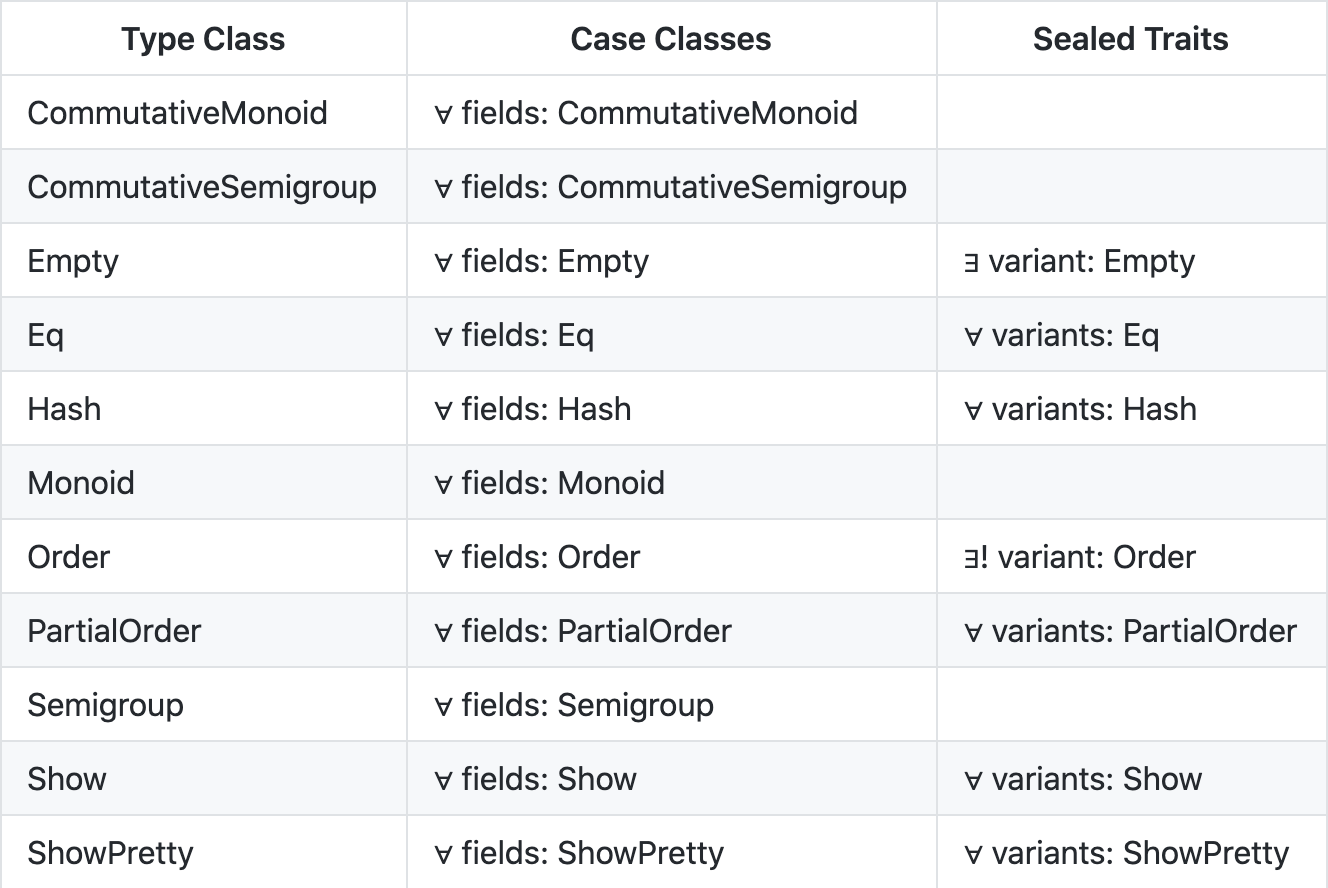 Type Class Case Classes Sealed Traits
CommutativeMonoid ∀ fields: CommutativeMonoid
CommutativeSemigroup ∀ fields: CommutativeSemigroup
Empty ∀ fields: Empty ∃ variant: Empty
Eq ∀ fields: Eq ∀ variants: Eq
Hash ∀ fields: Hash ∀ variants: Hash
Monoid ∀ fields: Monoid
Order ∀ fields: Order ∃! variant: Order
PartialOrder ∀ fields: PartialOrder ∀ variants: PartialOrder
Semigroup ∀ fields: Semigroup
Show ∀ fields: Show ∀ variants: Show
ShowPretty ∀ fields: ShowPretty ∀ variants: ShowPretty